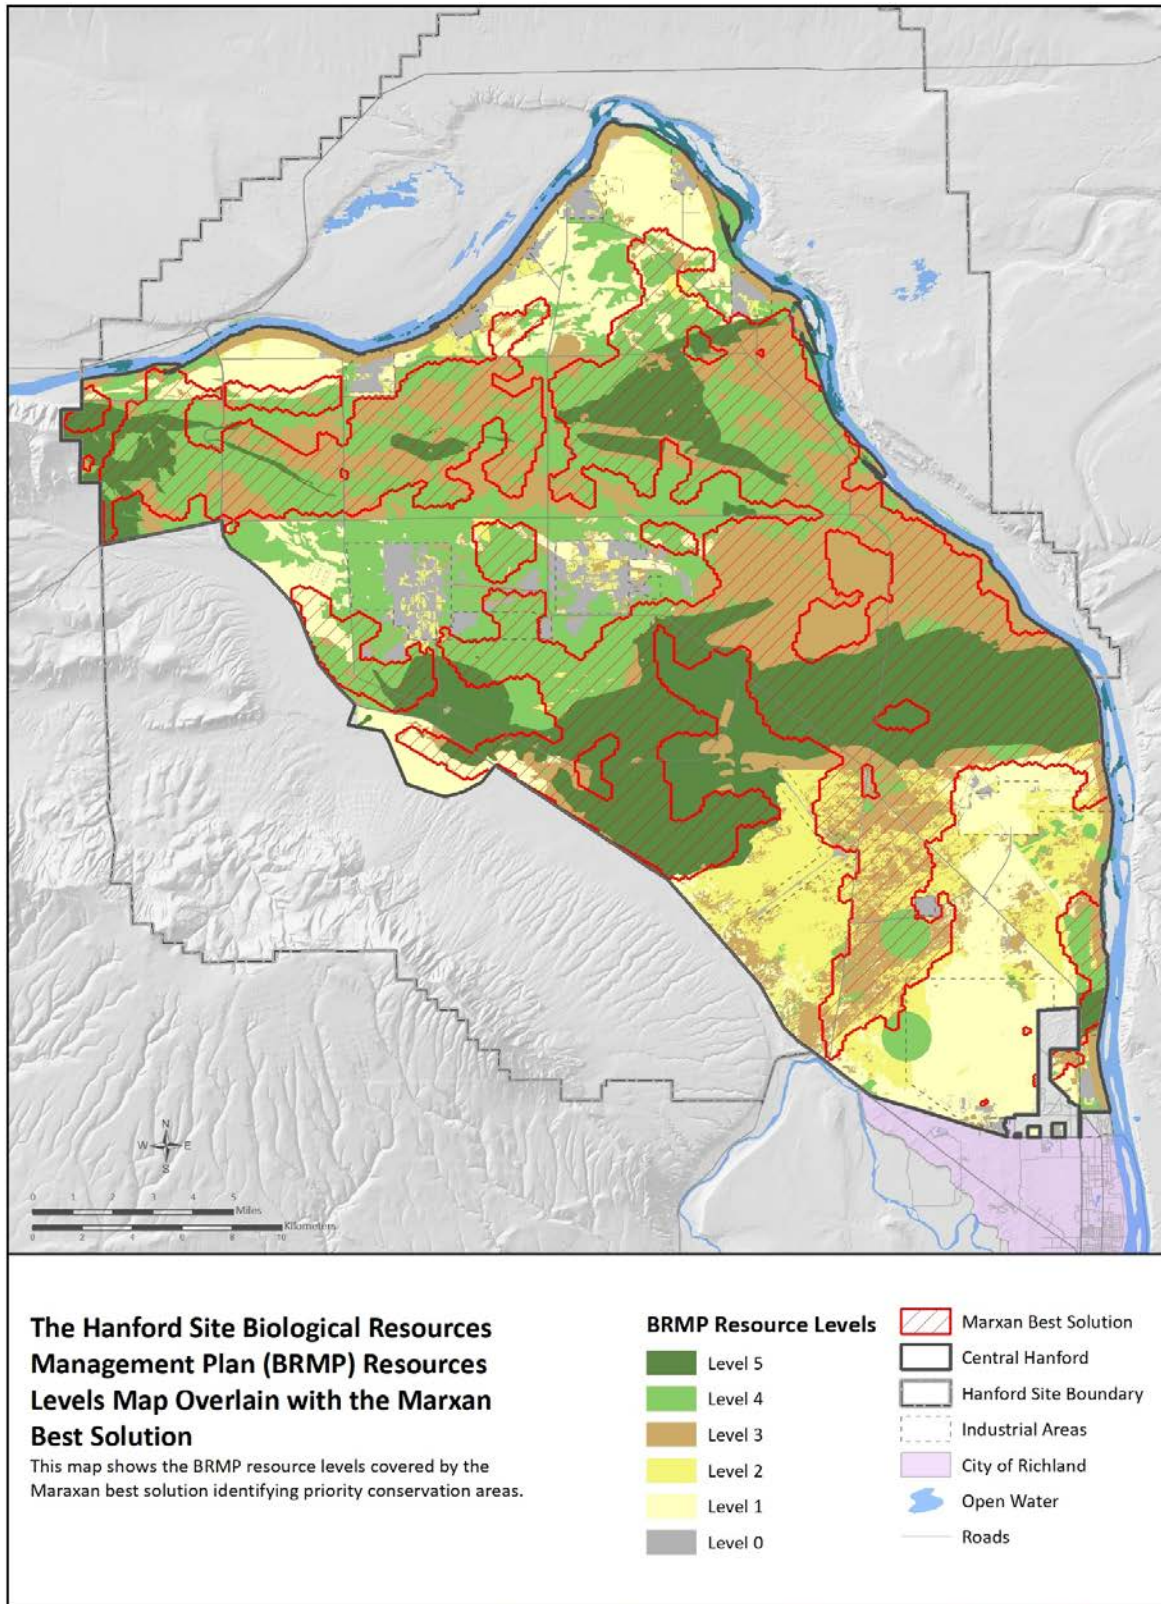 N
W E
S
0 1 2 3 4 5
Miles
Kilometers
0 2 4 6 8 10
The Hanford Site Biological Resources
Management Plan (BRMP) Resources
Levels Map Overlain with the Marxan
Best Solution
This map shows the BRMP resource levels covered by the
Maraxan best solution identifying priority conservation areas.
BRMP Resource Levels
Level 5
Level 4
Level 3
Level 2
Level 1
Level 0
Marxan Best Solution
Central Hanford
Hanford Site Boundary
Industrial Areas
City of Richland
Open Water
Roads